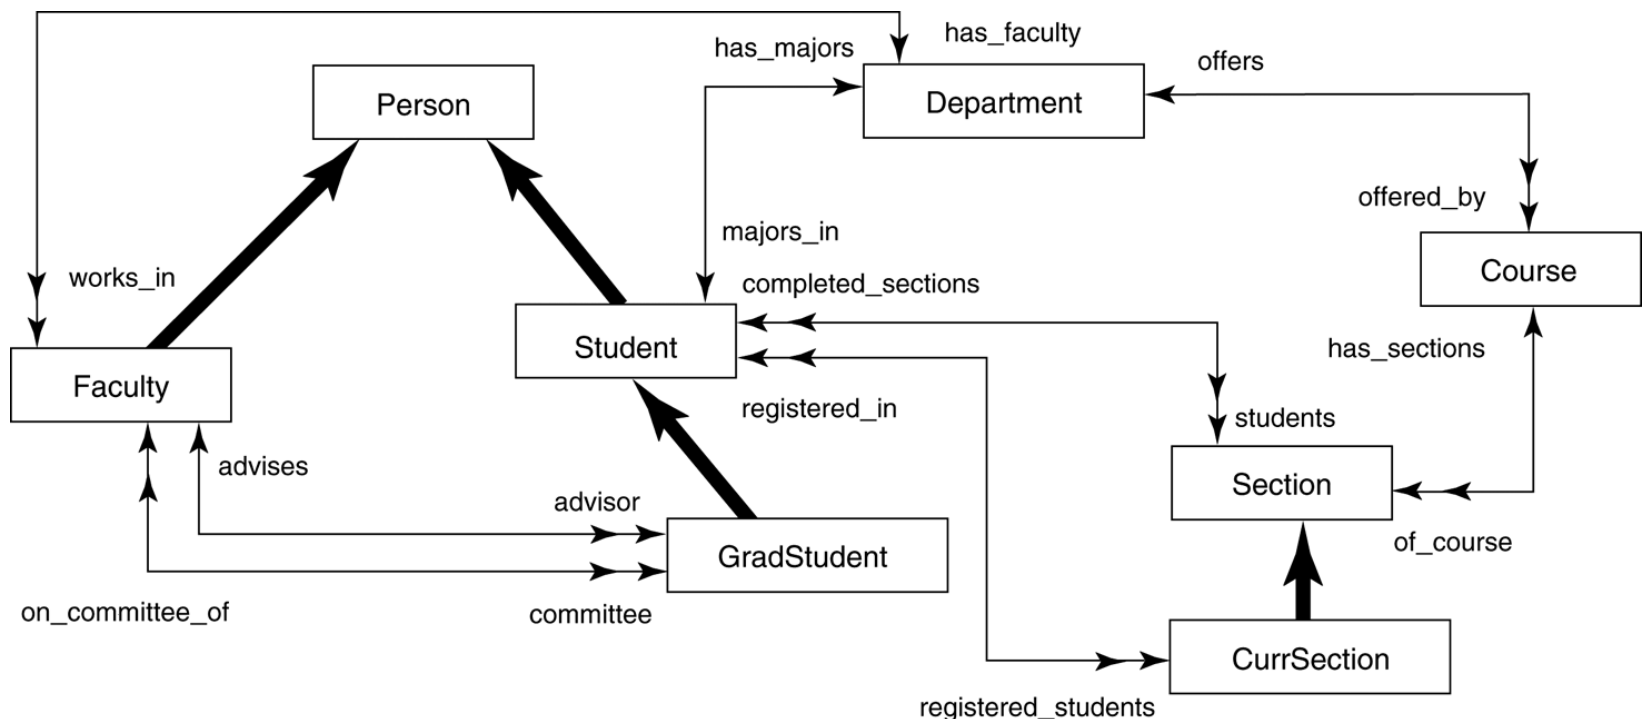 has_faculty
has_majors
offers
Person
Department
offered_by
majors_in
works_in
completed_sections
Course
Student
has_sections
Faculty
registered_in
students
advises
Section
advisor
of_course
GradStudent
on_committee_of
committee
CurrSection
registered_students